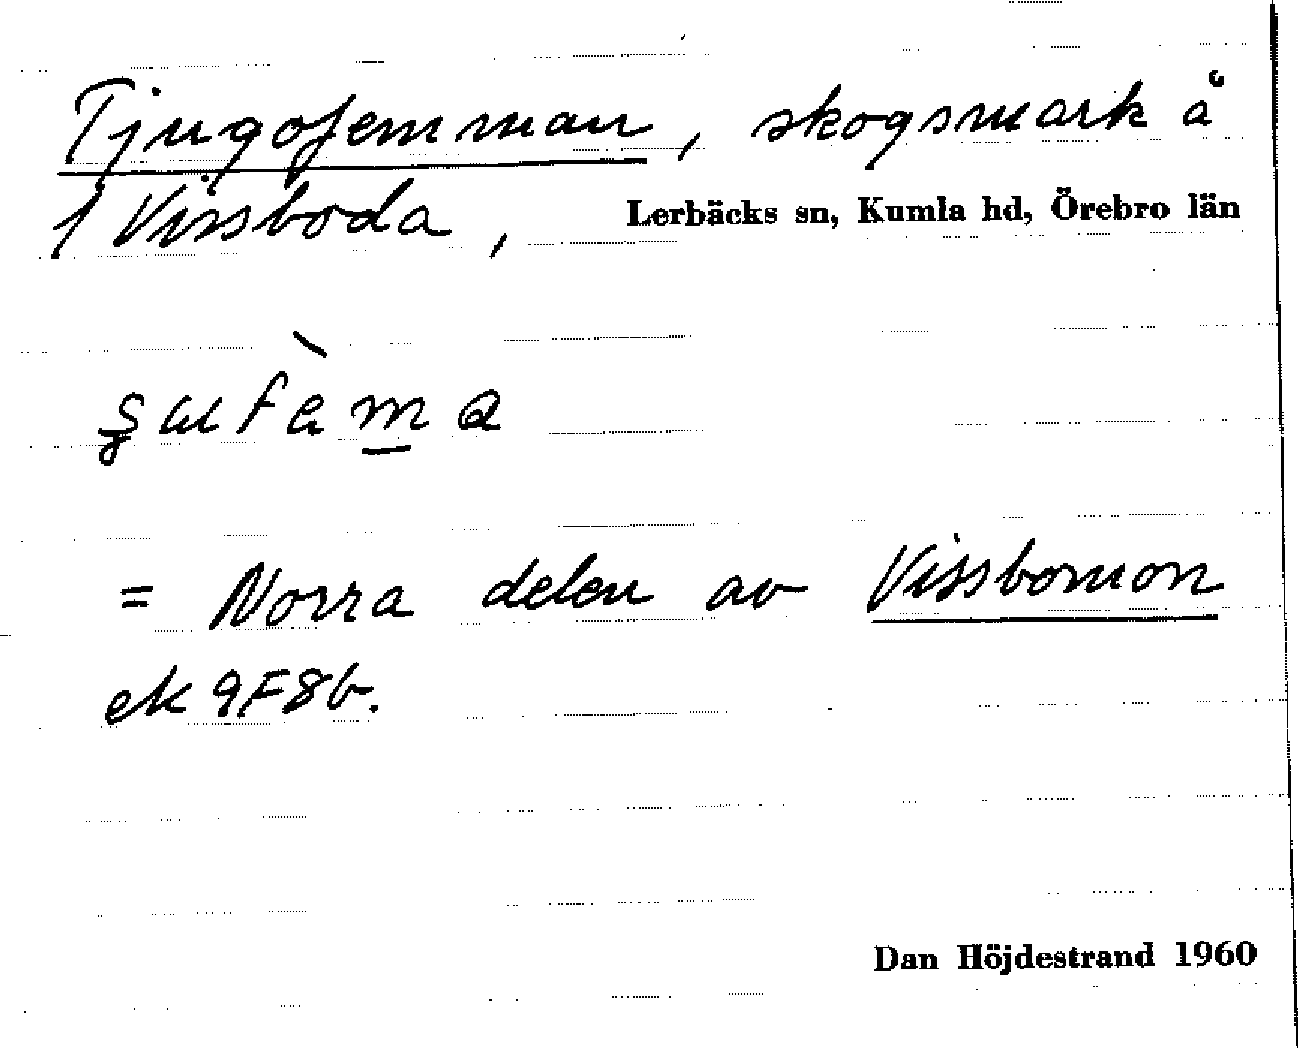 Tjugofemman, skogsmark å
1 Vissboda, Lerbäcks sn, Kumla hd, Örebro län
= Norra delen av Vissbomon
ek 9F8b.
Dan Höjdestrand 1960